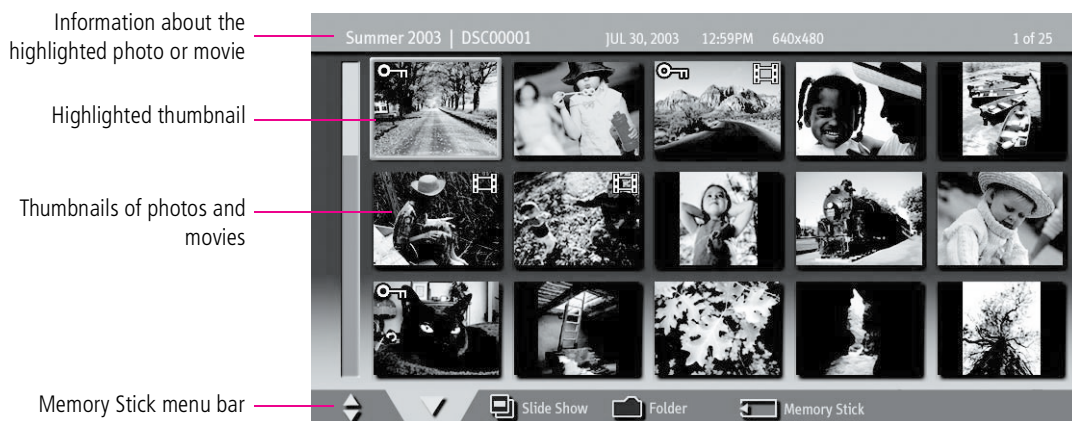 Information about the
highlighted photo or movie
Summer 2003 | DSC00001 JUL 30, 2003 12:59PM 640x480 1 of 25
Highlighted thumbnail
Thumbnails of photos and
movies
Memory Stick menu bar
Slide Show Folder Memory Stick